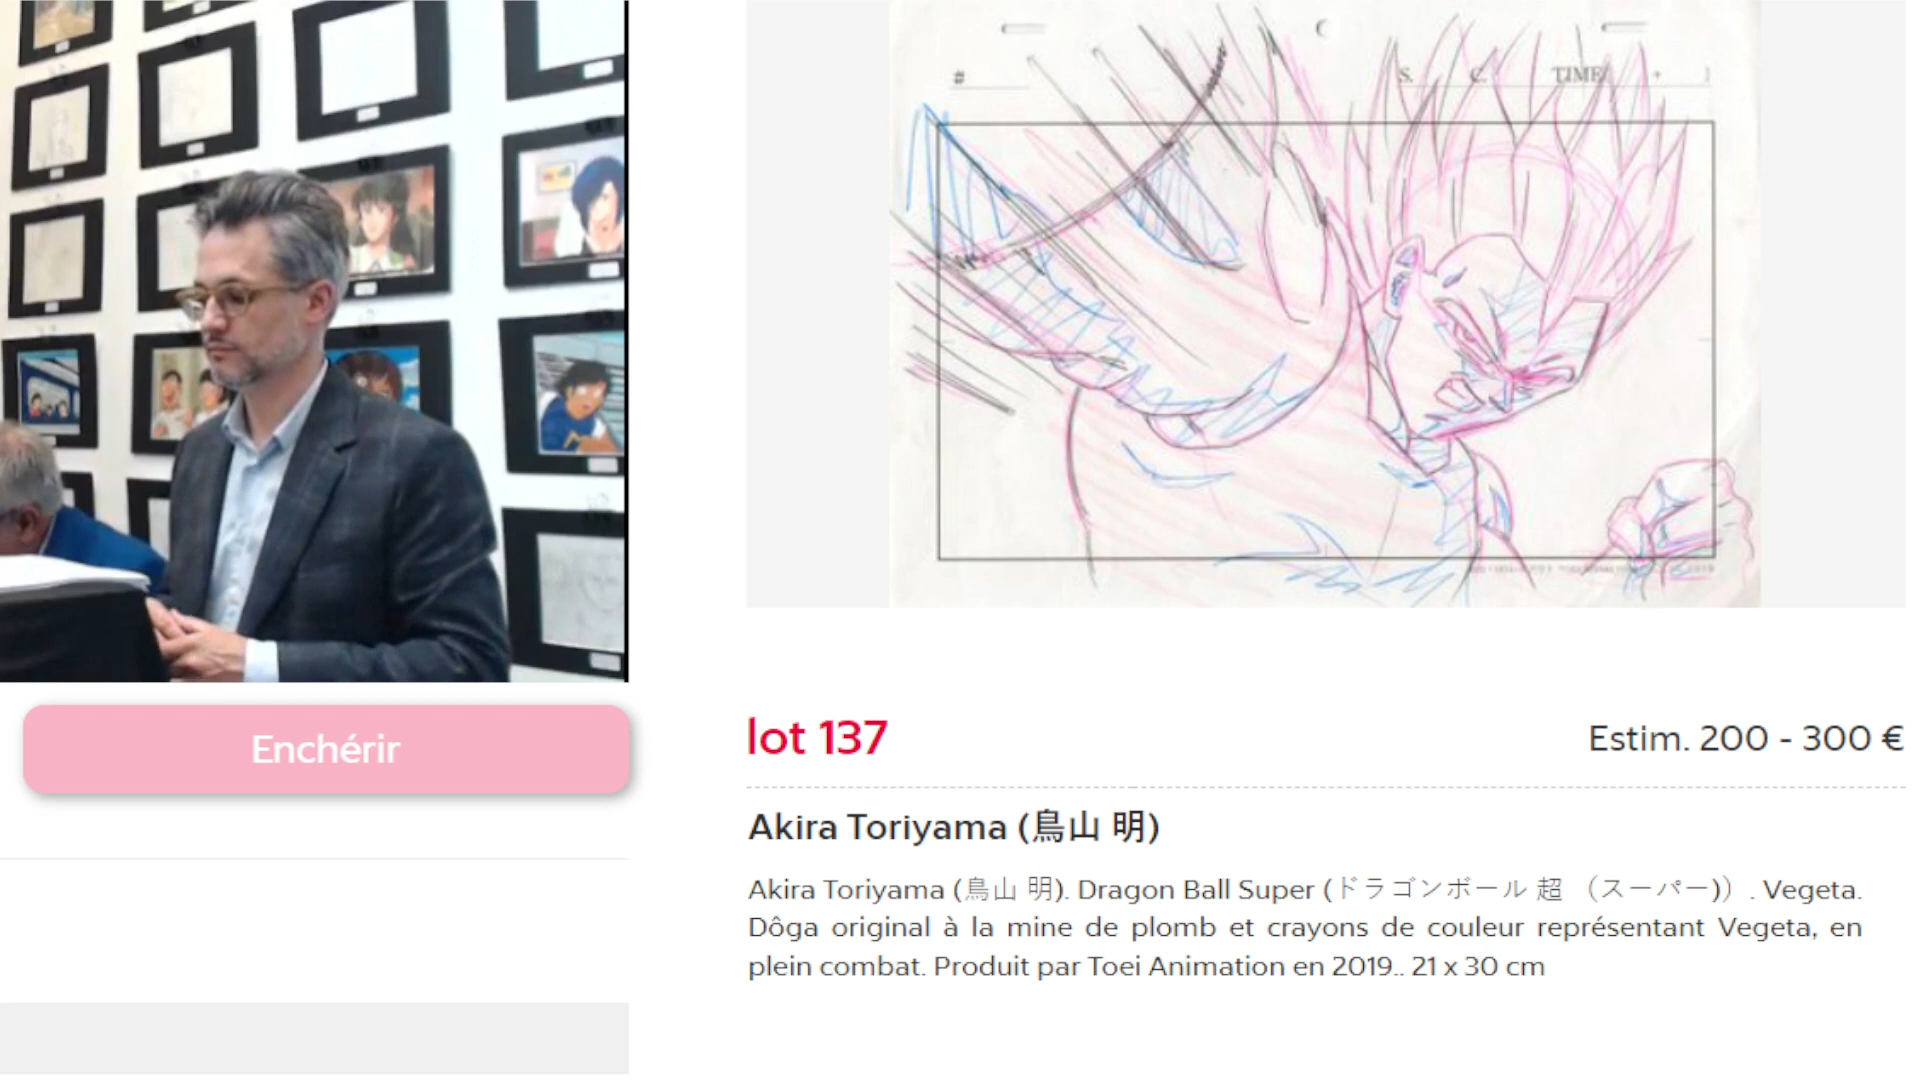 # S. C. TIME + )
Enchérir
lot 137
Estim. 200 - 300 €
Akira Toriyama (鳥山 明)
Akira Toriyama (鳥山 明). Dragon Ball Super (ドラゴンボール 超 （スーパー)）. Vegeta.
Dôga original à la mine de plomb et crayons de couleur représentant Vegeta, en
plein combat. Produit par Toei Animation en 2019.. 21 x 30 cm